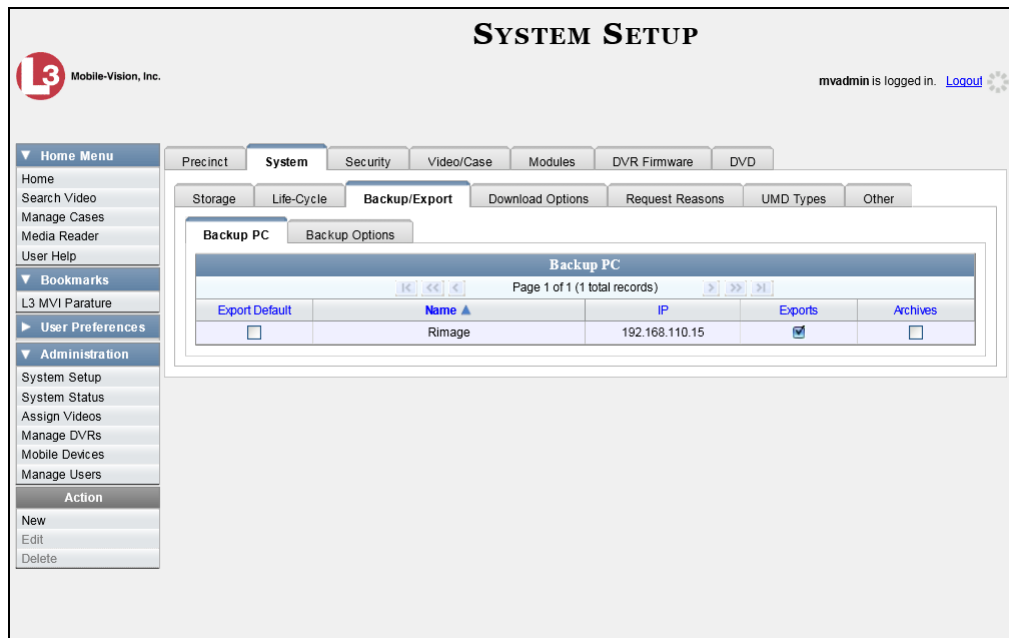 SYSTEM SETUP
L3 Mobile-Vision, Inc.
mvadmin is logged in. Logout
▼ Home Menu
Home
Search Video
Manage Cases
Media Reader
User Help
▼ Bookmarks
L3 MVI Parature
▶ User Preferences
▼ Administration
System Setup
System Status
Assign Videos
Manage DVRs
Mobile Devices
Manage Users
Action
New
Edit
Delete
Precinct System Security Video/Case Modules DVR Firmware DVD
Storage Life-Cycle Backup/Export Download Options Request Reasons UMD Types Other
Backup PC Backup Options
Backup PC
Page 1 of 1 (1 total records)
Export Default Name ▲ IP Exports Archives
Rimage 192.168.110.15